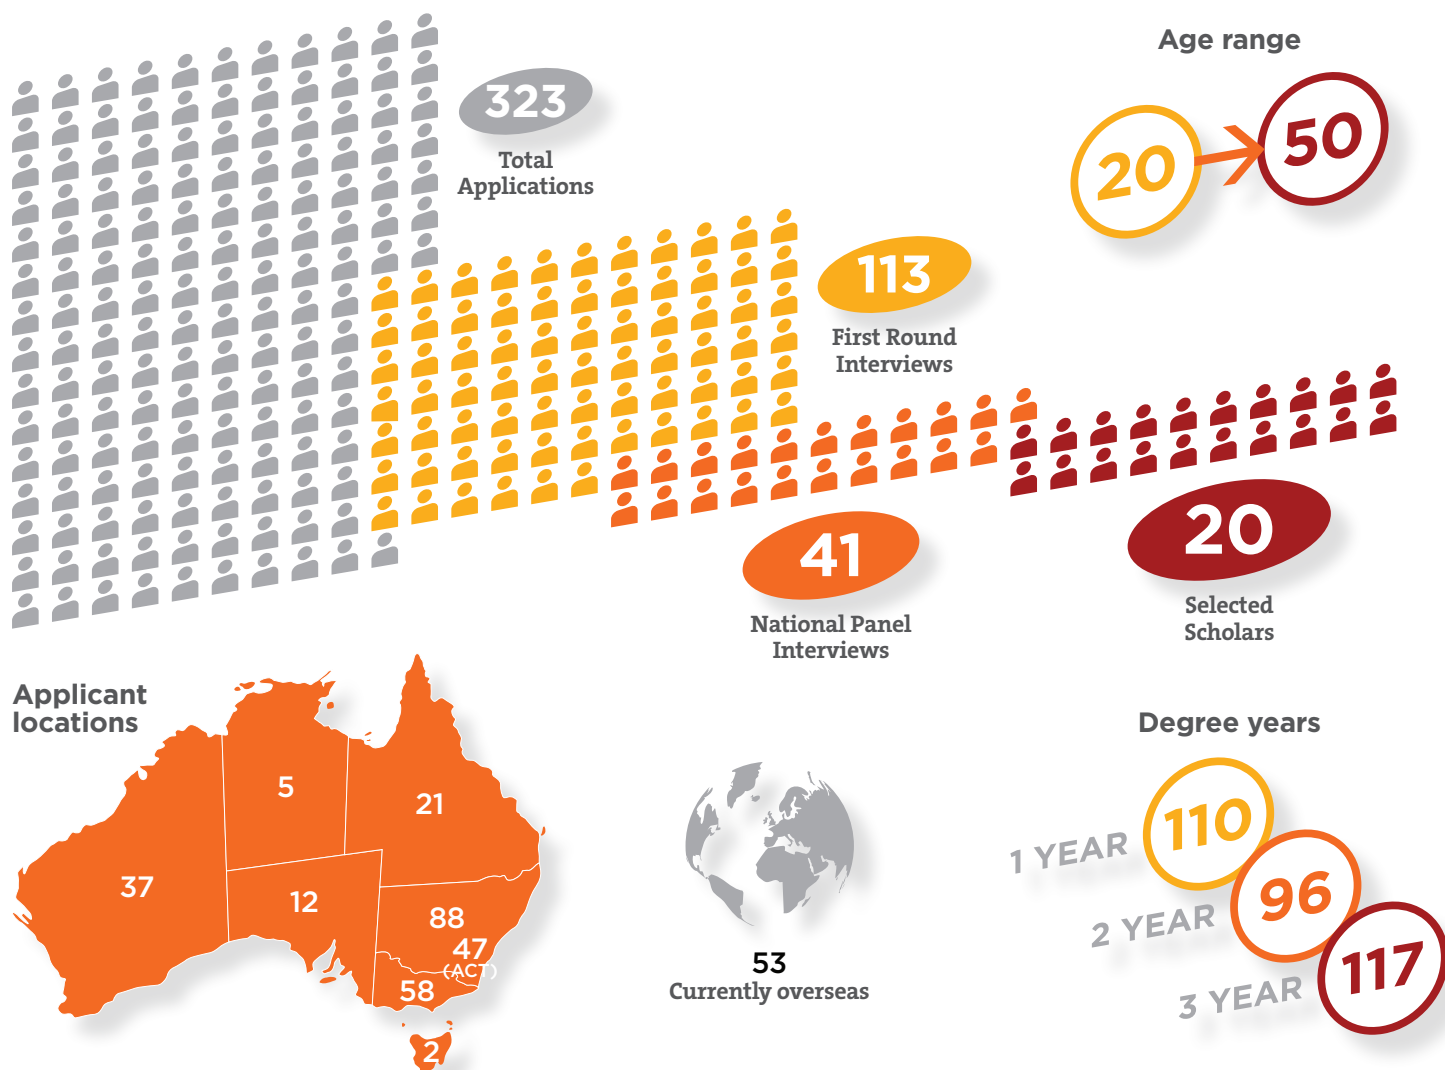 323
Total
Applications
Age range
20
50
113
First Round
Interviews
41
National Panel
Interviews
20
Selected
Scholars
Applicant
locations
5
21
37
12
88
47
(ACT)
58
2
53
Currently overseas
Degree years
1 YEAR
110
2 YEAR
96
3 YEAR
117